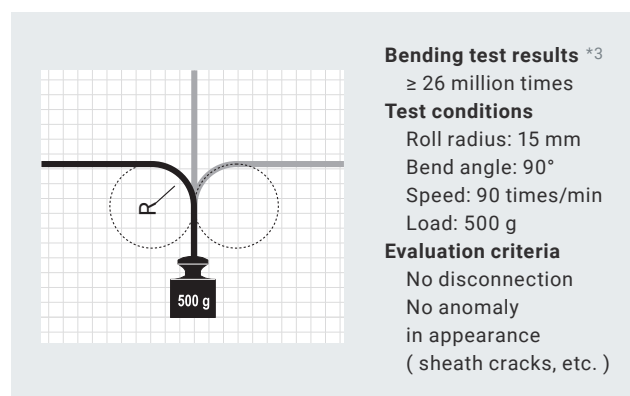 R
500 g
Bending test results *3
≥ 26 million times
Test conditions
Roll radius: 15 mm
Bend angle: 90°
Speed: 90 times/min
Load: 500 g
Evaluation criteria
No disconnection
No anomaly
in appearance
( sheath cracks, etc. )